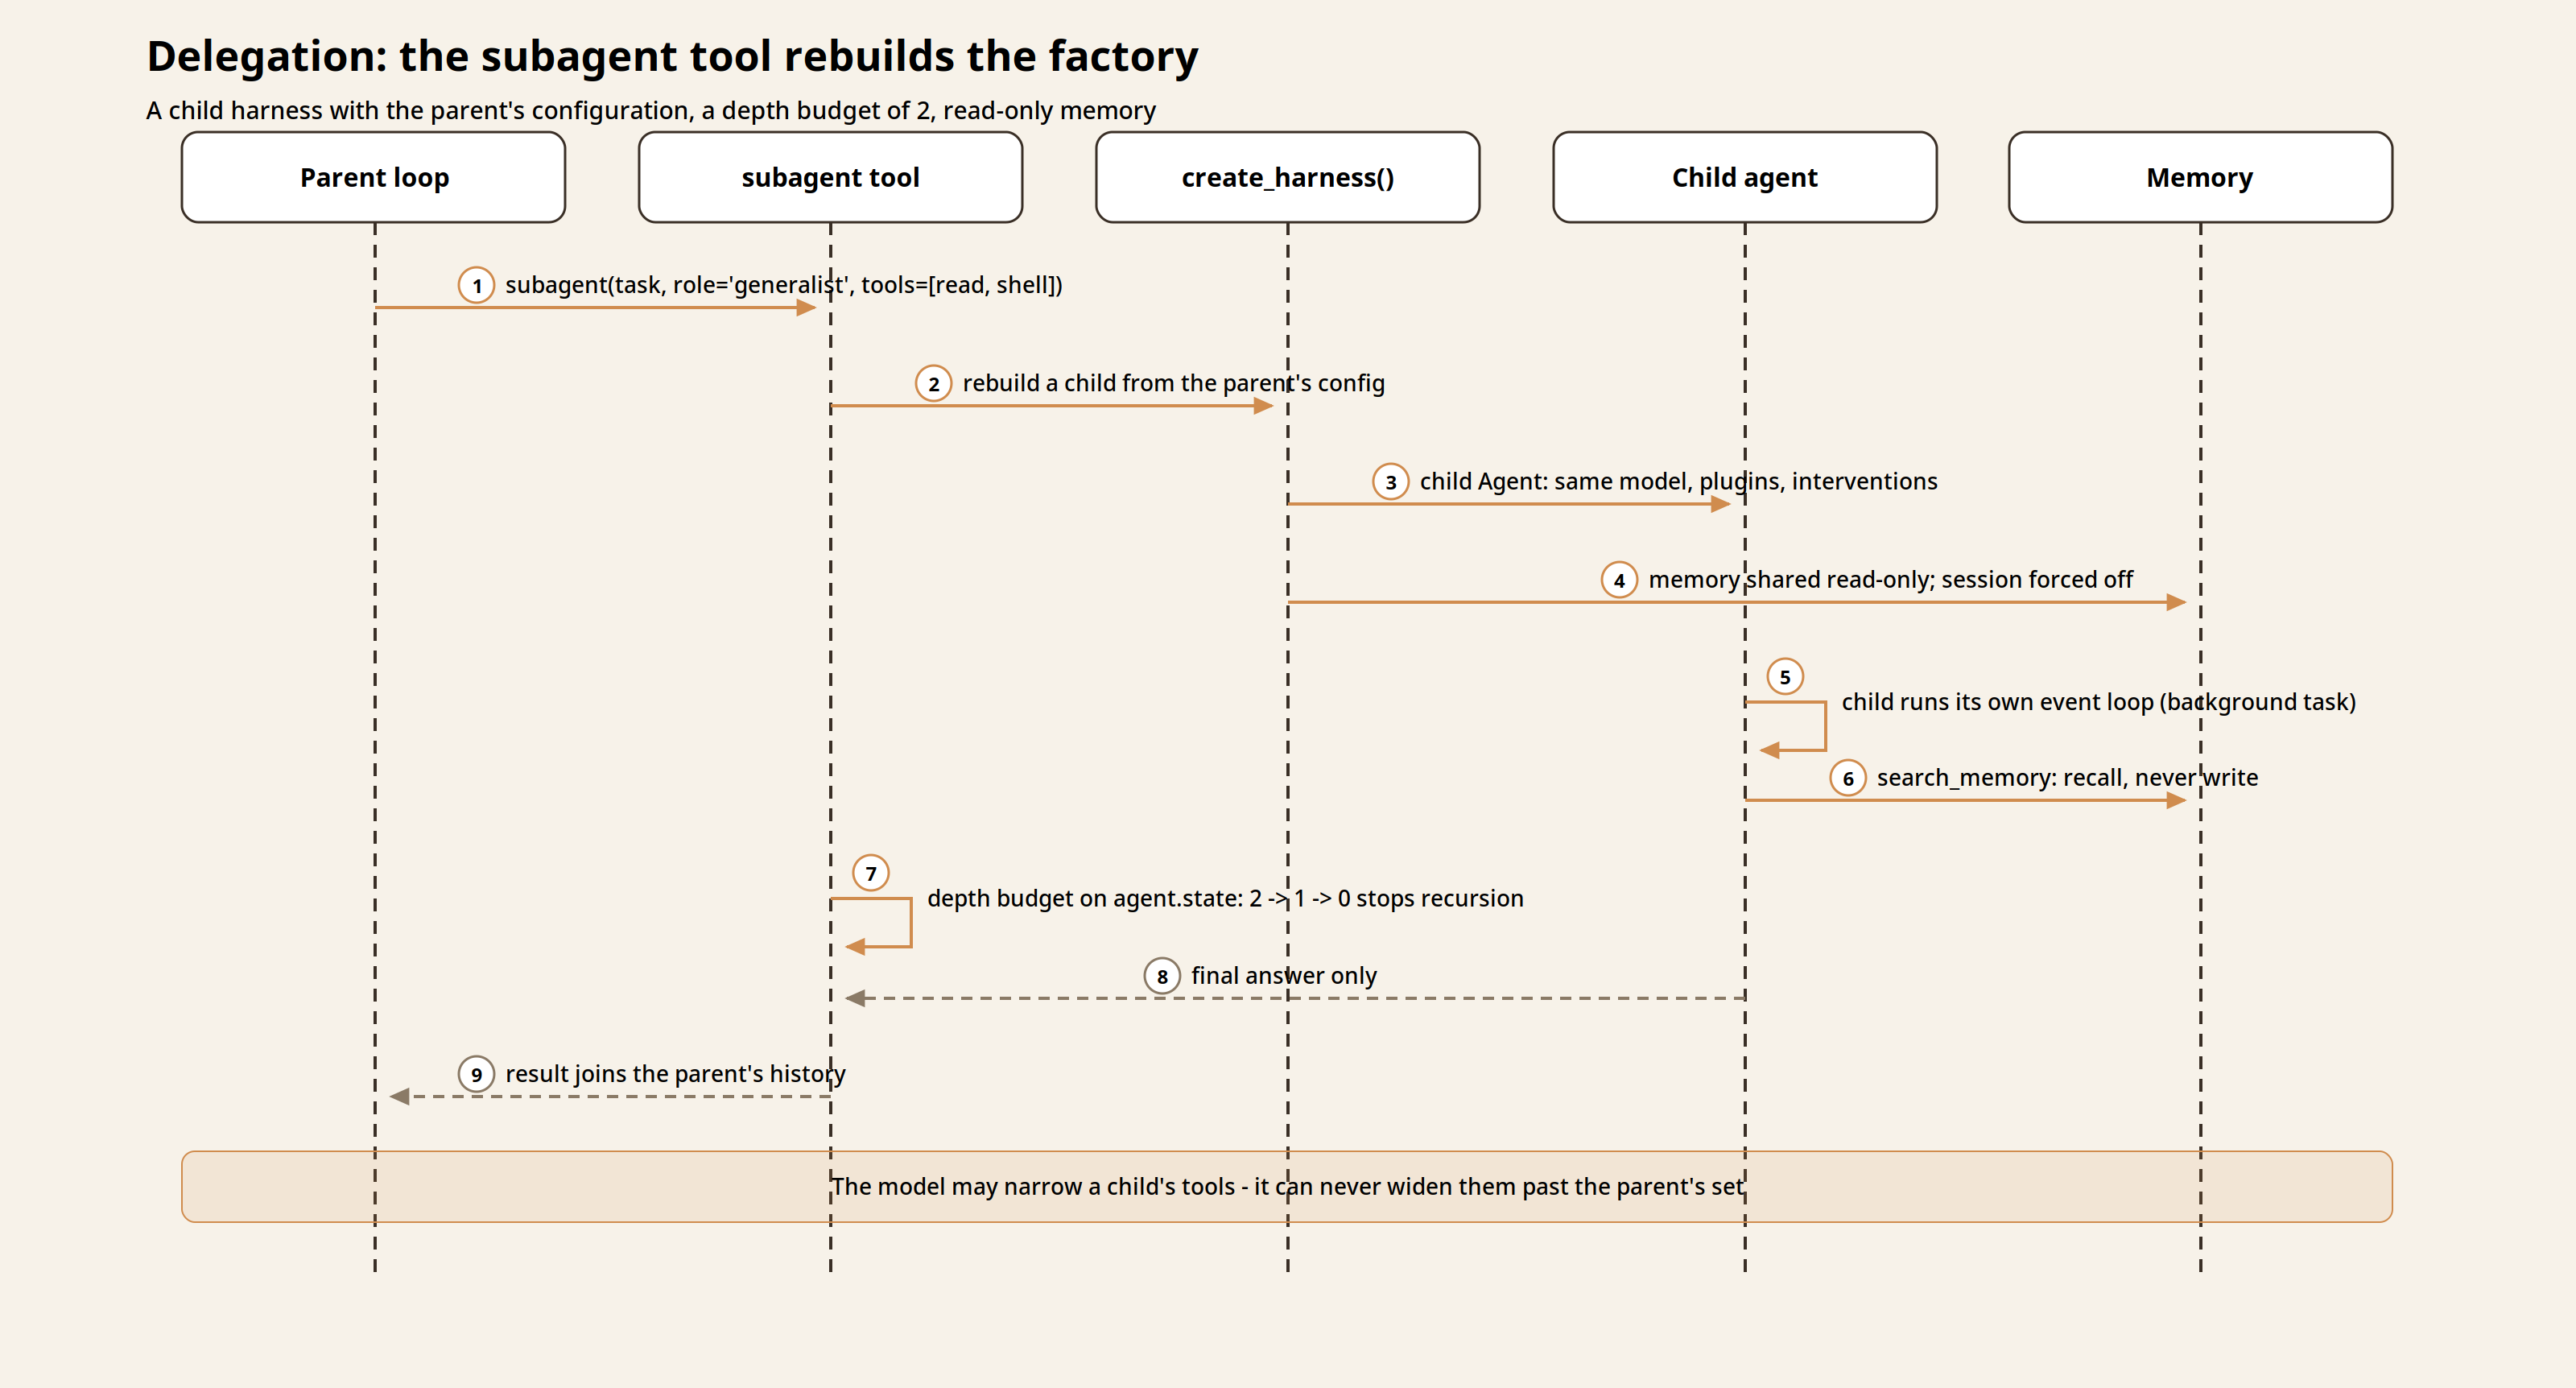 Delegation: the subagent tool rebuilds the factory
A child harness with the parent's configuration, a depth budget of 2, read-only memory
Parent loop
subagent tool
create_harness()
Child agent
Memory
1 subagent(task, role='generalist', tools=[read, shell])
2 rebuild a child from the parent's config
3 child Agent: same model, plugins, interventions
4 memory shared read-only; session forced off
5 child runs its own event loop (background task)
6 search_memory: recall, never write
7 depth budget on agent.state: 2 -> 1 -> 0 stops recursion
8 final answer only
9 result joins the parent's history
The model may narrow a child's tools - it can never widen them past the parent's set